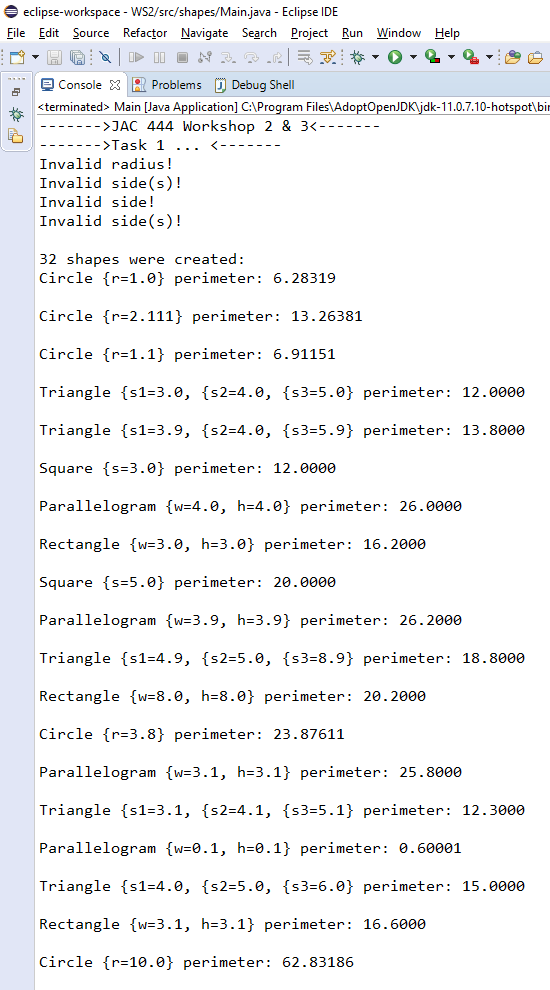 eclipse-workspace - WS2/src/shapes/Main.java - Eclipse IDE
File Edit Source Refactor Navigate Search Project Run Window Help
Console Problems Debug Shell
<terminated> Main [Java Application] C:\Program Files\AdoptOpenJDK\jdk-11.0.7.10-hotspot\bin
------->JAC 444 Workshop 2 & 3<-------
------->Task 1 ... <-------
Invalid radius!
Invalid side(s)!
Invalid side!
Invalid side(s)!
32 shapes were created:
Circle {r=1.0} perimeter: 6.28319
Circle {r=2.111} perimeter: 13.26381
Circle {r=1.1} perimeter: 6.91151
Triangle {s1=3.0, {s2=4.0, {s3=5.0} perimeter: 12.0000
Triangle {s1=3.9, {s2=4.0, {s3=5.9} perimeter: 13.8000
Square {s=3.0} perimeter: 12.0000
Parallelogram {w=4.0, h=4.0} perimeter: 26.0000
Rectangle {w=3.0, h=3.0} perimeter: 16.2000
Square {s=5.0} perimeter: 20.0000
Parallelogram {w=3.9, h=3.9} perimeter: 26.2000
Triangle {s1=4.9, {s2=5.0, {s3=8.9} perimeter: 18.8000
Rectangle {w=8.0, h=8.0} perimeter: 20.2000
Circle {r=3.8} perimeter: 23.87611
Parallelogram {w=3.1, h=3.1} perimeter: 25.8000
Triangle {s1=3.1, {s2=4.1, {s3=5.1} perimeter: 12.3000
Parallelogram {w=0.1, h=0.1} perimeter: 0.60001
Triangle {s1=4.0, {s2=5.0, {s3=6.0} perimeter: 15.0000
Rectangle {w=3.1, h=3.1} perimeter: 16.6000
Circle {r=10.0} perimeter: 62.83186